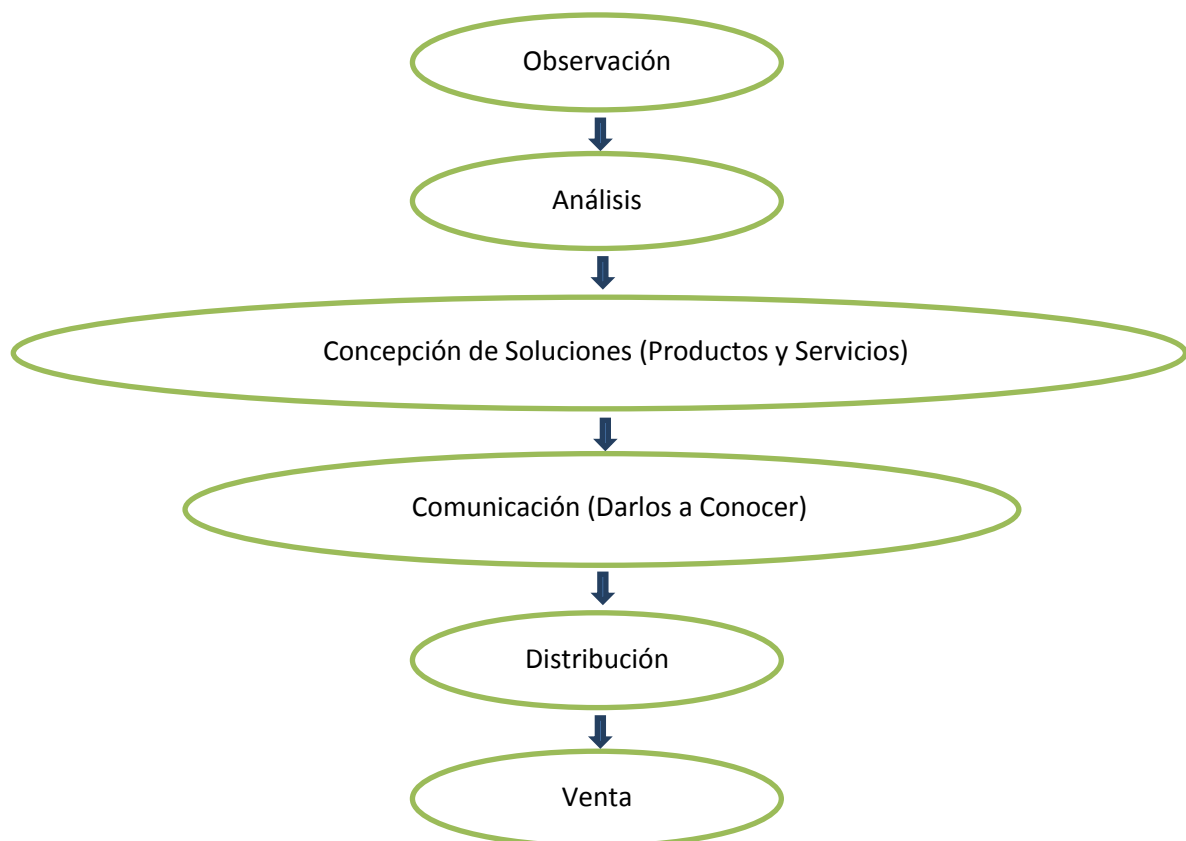 Observación
Análisis
Concepción de Soluciones (Productos y Servicios)
Comunicación (Darlos a Conocer)
Distribución
Venta